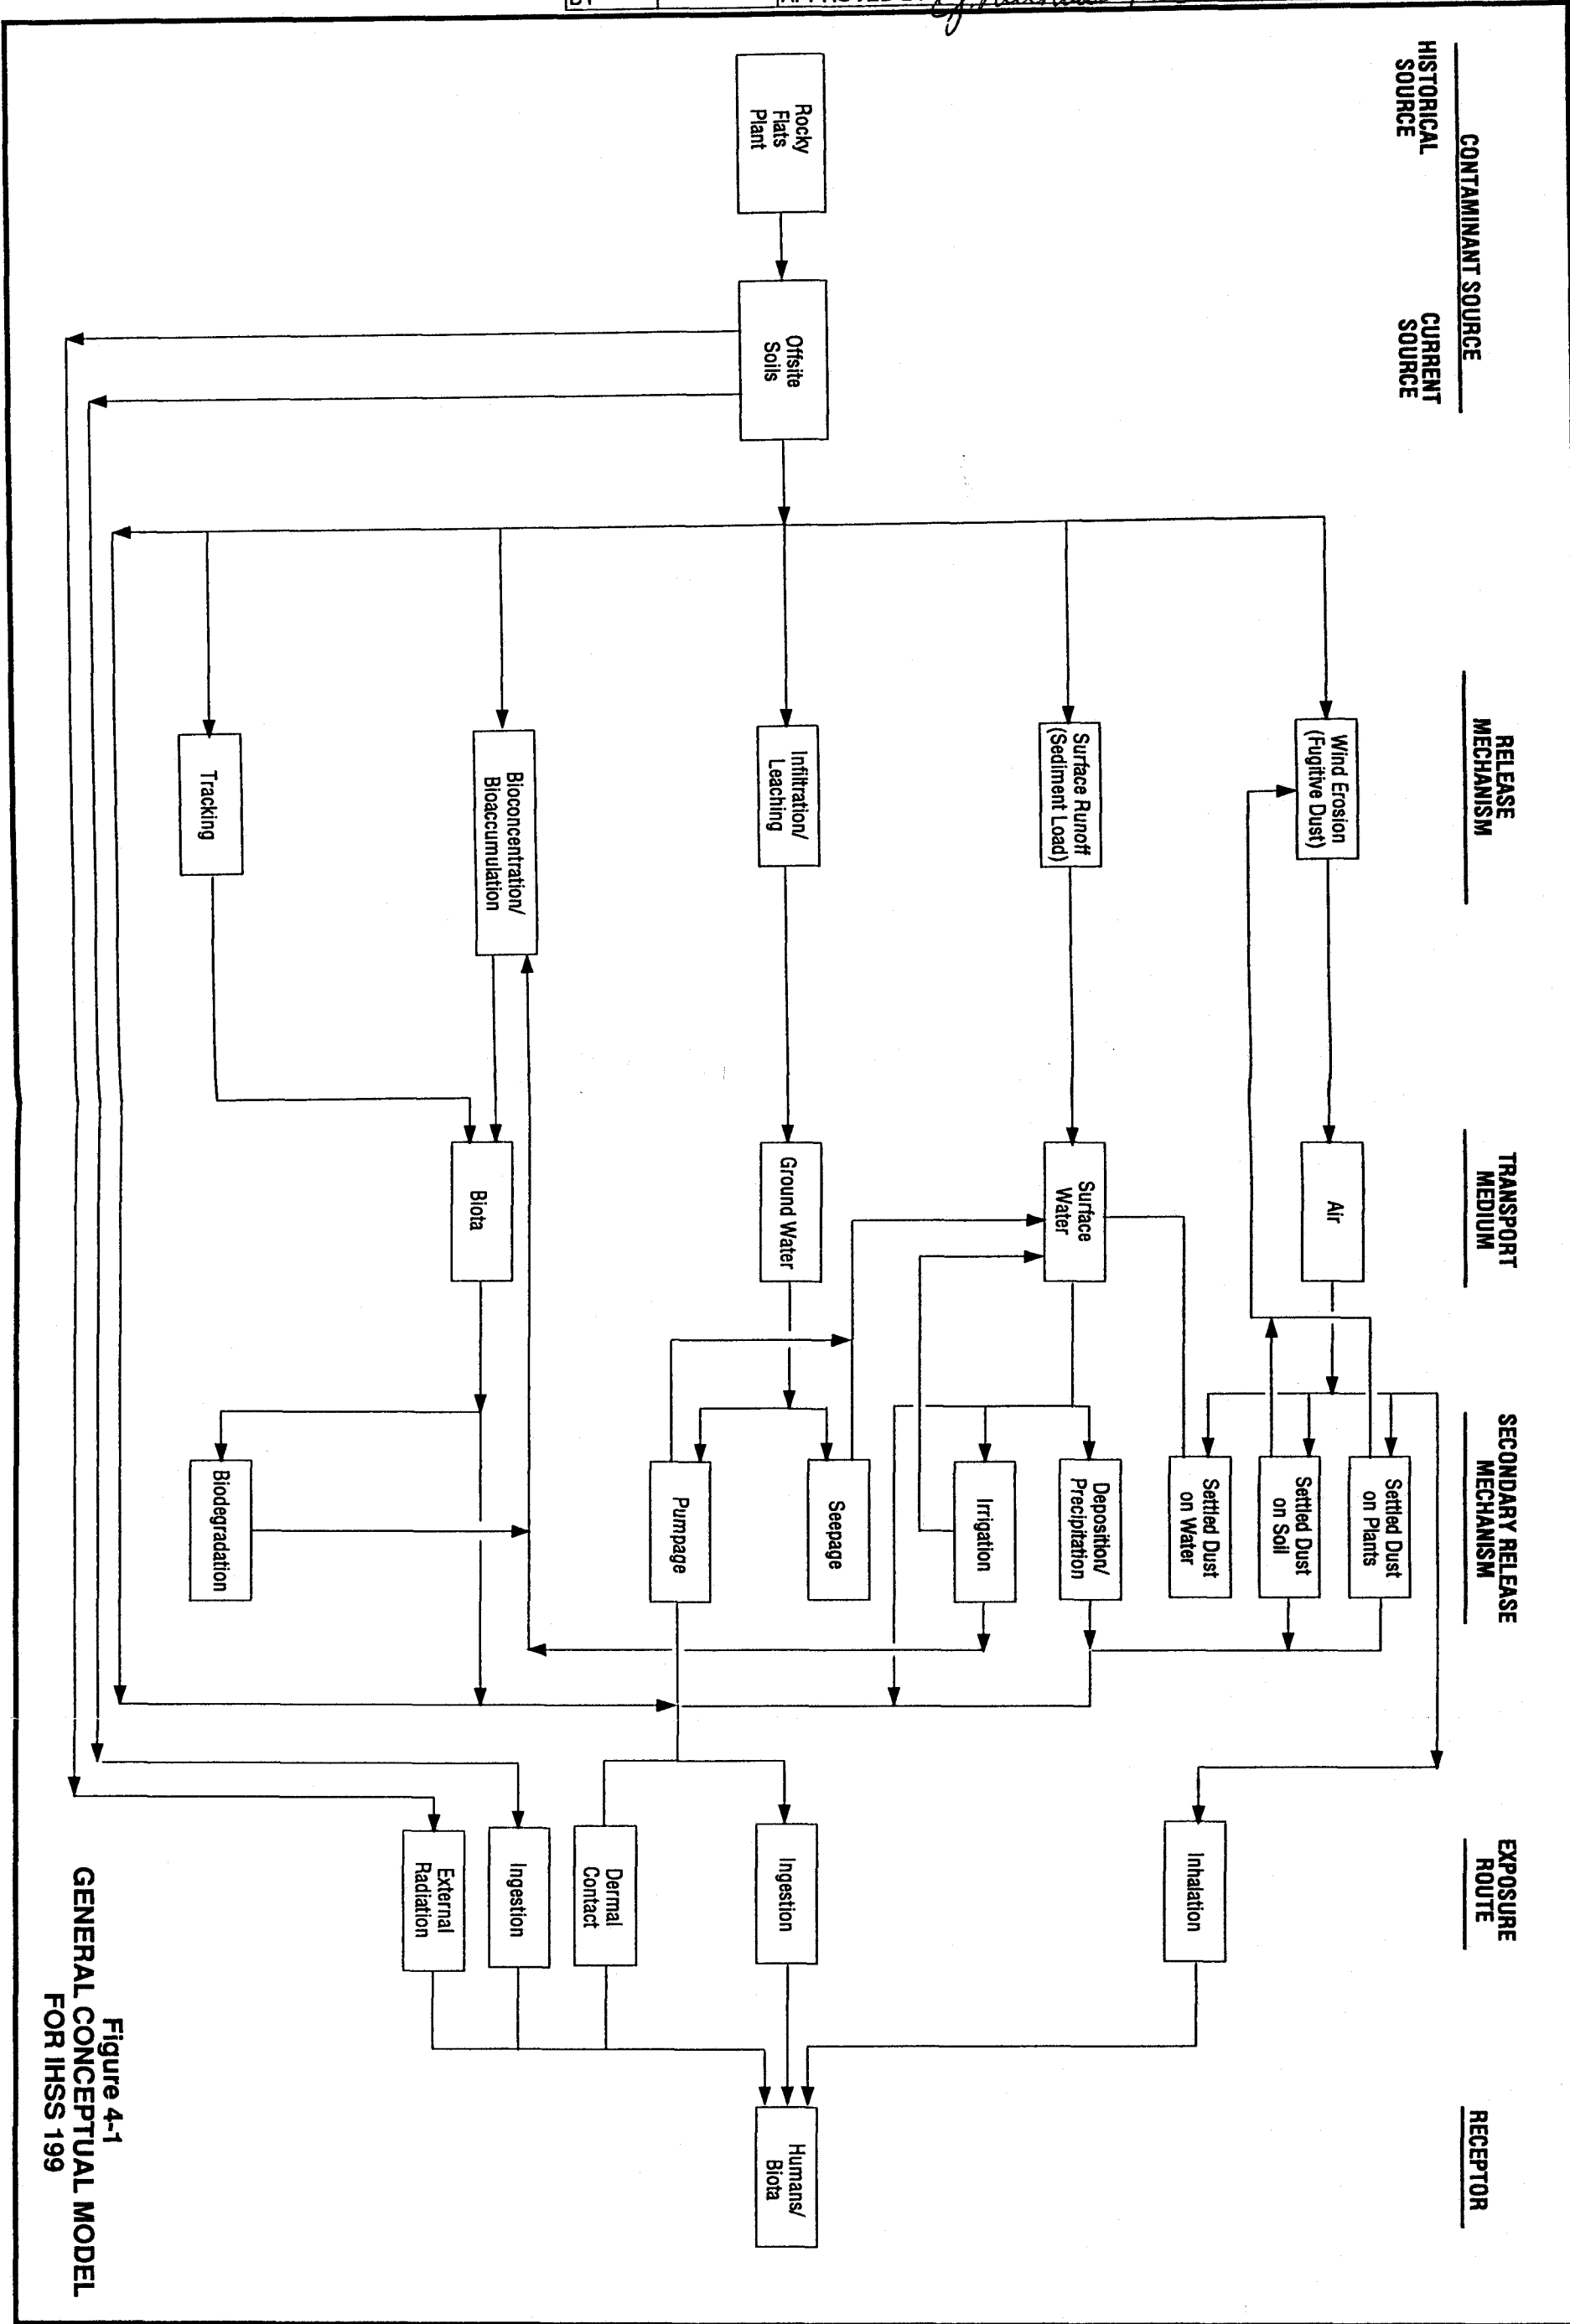 BY
APPROVED BY
CONTAMINANT SOURCE
HISTORICAL
SOURCE
CURRENT
SOURCE
RELEASE
MECHANISM
TRANSPORT
MEDIUM
SECONDARY RELEASE
MECHANISM
EXPOSURE
ROUTE
RECEPTOR
Rocky
Flats
Plant
Offsite
Soils
Wind Erosion
(Fugitive Dust)
Surface Runoff
(Sediment Load)
Infiltration/
Leaching
Bioconcentration/
Bioaccumulation
Tracking
Air
Surface
Water
Ground Water
Biota
Settled Dust
on Plants
Settled Dust
on Soil
Settled Dust
on Water
Deposition/
Precipitation
Irrigation
Seepage
Pumpage
Biodegradation
Inhalation
Ingestion
Dermal
Contact
Ingestion
External
Radiation
Humans/
Biota
Figure 4-1
GENERAL CONCEPTUAL MODEL
FOR IHSS 199